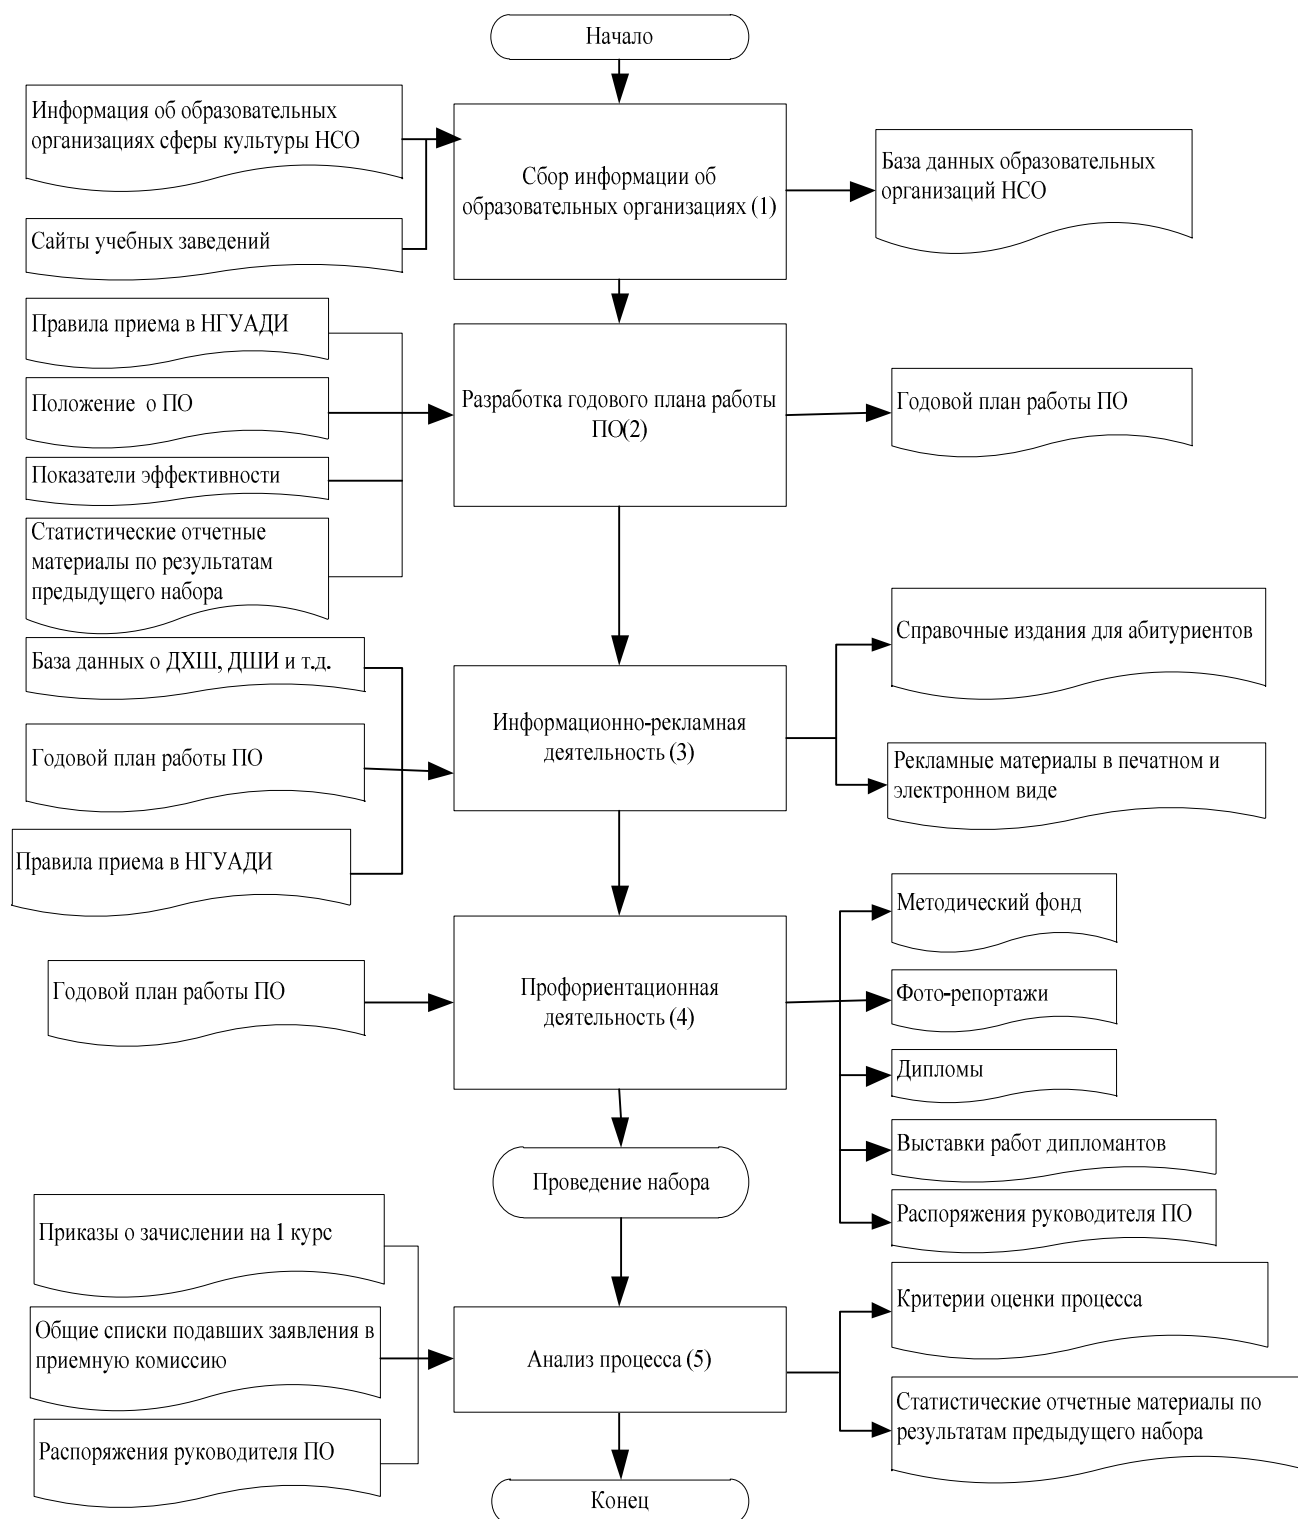 Начало
Информация об образовательных
организациях сферы культуры НСО
Сайты учебных заведений
Сбор информации об
образовательных организациях (1)
База данных образовательных
организаций НСО
Правила приема в НГУАДИ
Положение о ПО
Показатели эффективности
Статистические отчетные
материалы по результатам
предыдущего набора
Разработка годового плана работы
ПО(2)
Годовой план работы ПО
База данных о ДХШ, ДШИ и т.д.
Годовой план работы ПО
Правила приема в НГУАДИ
Информационно-рекламная
деятельность (3)
Справочные издания для абитуриентов
Рекламные материалы в печатном и
электронном виде
Годовой план работы ПО
Профориентационная
деятельность (4)
Методический фонд
Фото-репортажи
Дипломы
Выставки работ дипломантов
Распоряжения руководителя ПО
Проведение набора
Приказы о зачислении на 1 курс
Общие списки подавших заявления в
приемную комиссию
Распоряжения руководителя ПО
Анализ процесса (5)
Критерии оценки процесса
Статистические отчетные материалы по
результатам предыдущего набора
Конец